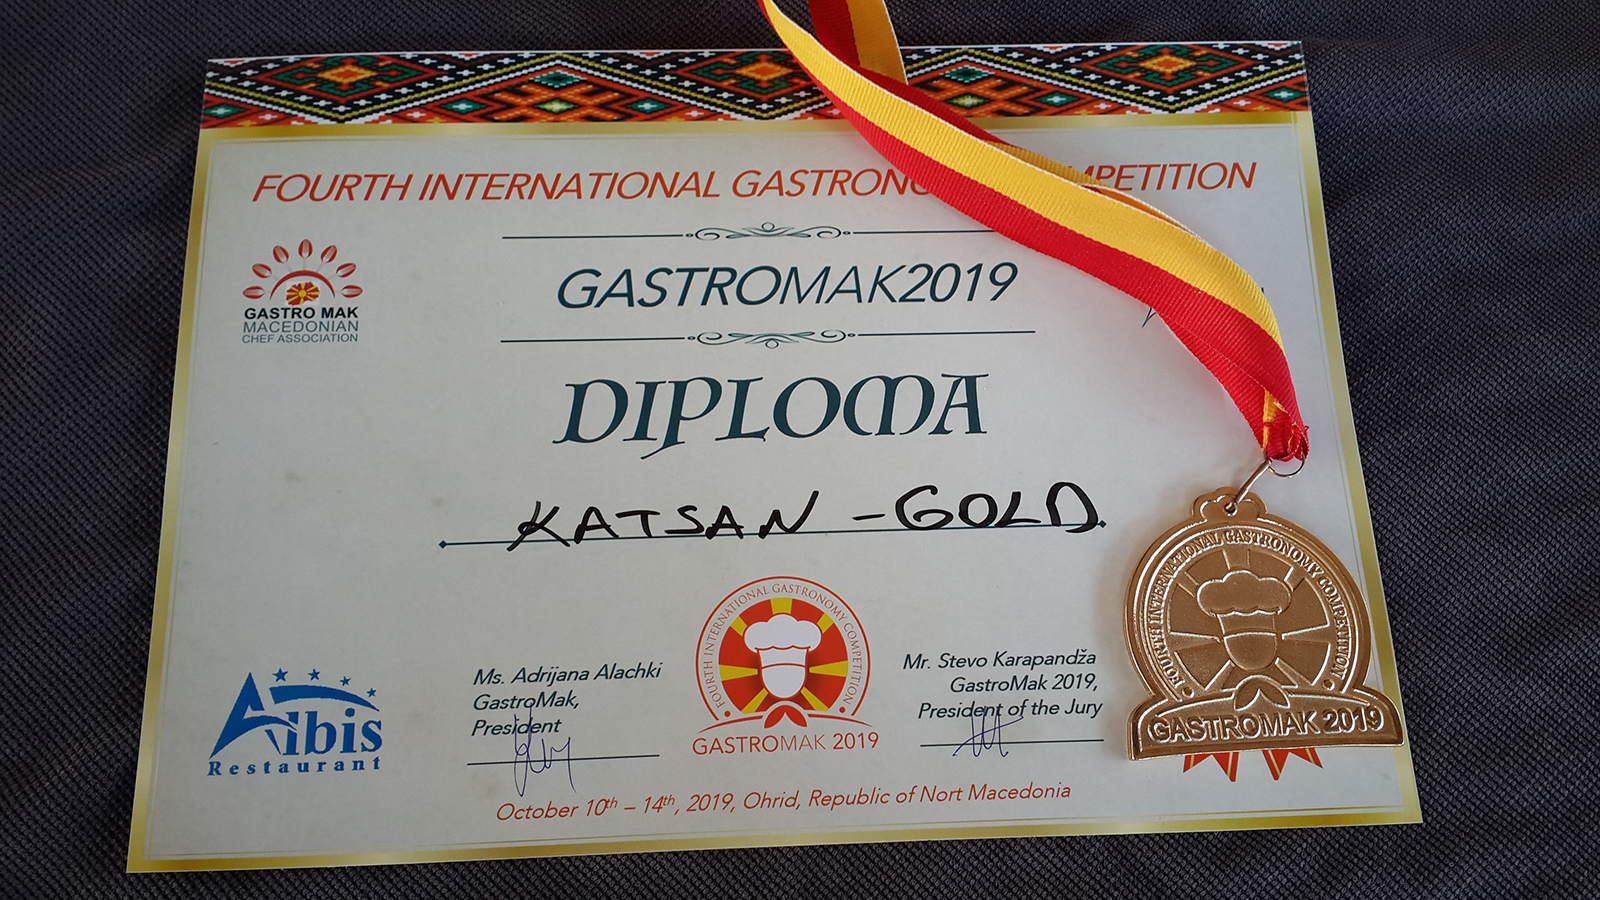 FOURTH INTERNATIONAL GASTRONO MPETITION
GASTRO MAK
MACEDONIAN
CHEF ASSOCIATION
GASTROMAK2019
DIPLOMA
KATSAN - GOLD
Albis
Restaurant
Ms. Adrijana Alachki
GastroMak,
President
FOURTH INTERNATIONAL GASTRONOMY COMPETITION
GASTROMAK 2019
Mr. Stevo Karapandža
GastroMak 2019,
President of the Jury
October 10th – 14th, 2019, Ohrid, Republic of Nort Macedonia
FOURTH INTERNATIONAL GASTRONOMY COMPETITION
GASTROMAK 2019